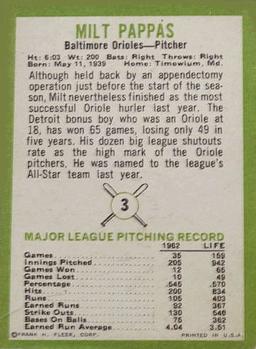 MILT PAPPAS
Baltimore Orioles—Pitcher
Ht: 6:03 Wt: 200 Bats: Right Throws: Right
Born: May 11, 1939 Home: Timowium, Md.
Although held back by an appendectomy
operation just before the start of the sea-
son, Milt nevertheless finished as the most
successful Oriole hurler last year. The
Detroit bonus boy who was an Oriole at
18, has won 65 games, losing only 49 in
five years. His dozen big league shutouts
rate as the high mark of the Oriole
pitchers. He was named to the league's
All-Star team last year.
3
MAJOR LEAGUE PITCHING RECORD
1962 LIFE
Games 35 159
Innings Pitched 205 942
Games Won 12 65
Games Lost 10 49
Percentage .545 .570
Hits 200 834
Runs 105 403
Earned Runs 92 367
Strike Outs 130 546
Bases On Balls 75 362
Earned Run Average 4.04 3.51
©FRANK H. FLEER, CORP. PRINTED IN U.S.A.